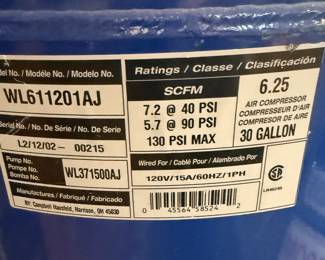 del No. / Modéle No. / Modelo No.
WL611201AJ
Serial No. / No. De Série / No. De Serie
L2/12/02 - 00215
Pump No.
Pompe No.
Bomba No.
WL371500AJ
Manufactures / Fabriqué / Fabricado
BY: Campbell Hausfeld, Harrison, OH 45030
Ratings / Classe / Clasificación
SCFM
7.2 @ 40 PSI
5.7 @ 90 PSI
130 PSI MAX
6.25
AIR COMPRESSOR
COMPRESSEUR D'AIR
COMPRESOR DE AIRE
30 GALLON
Wired For / Cablé Pour / Alambrado Por
120V/15A/60HZ/1PH
0 45564 58524 2